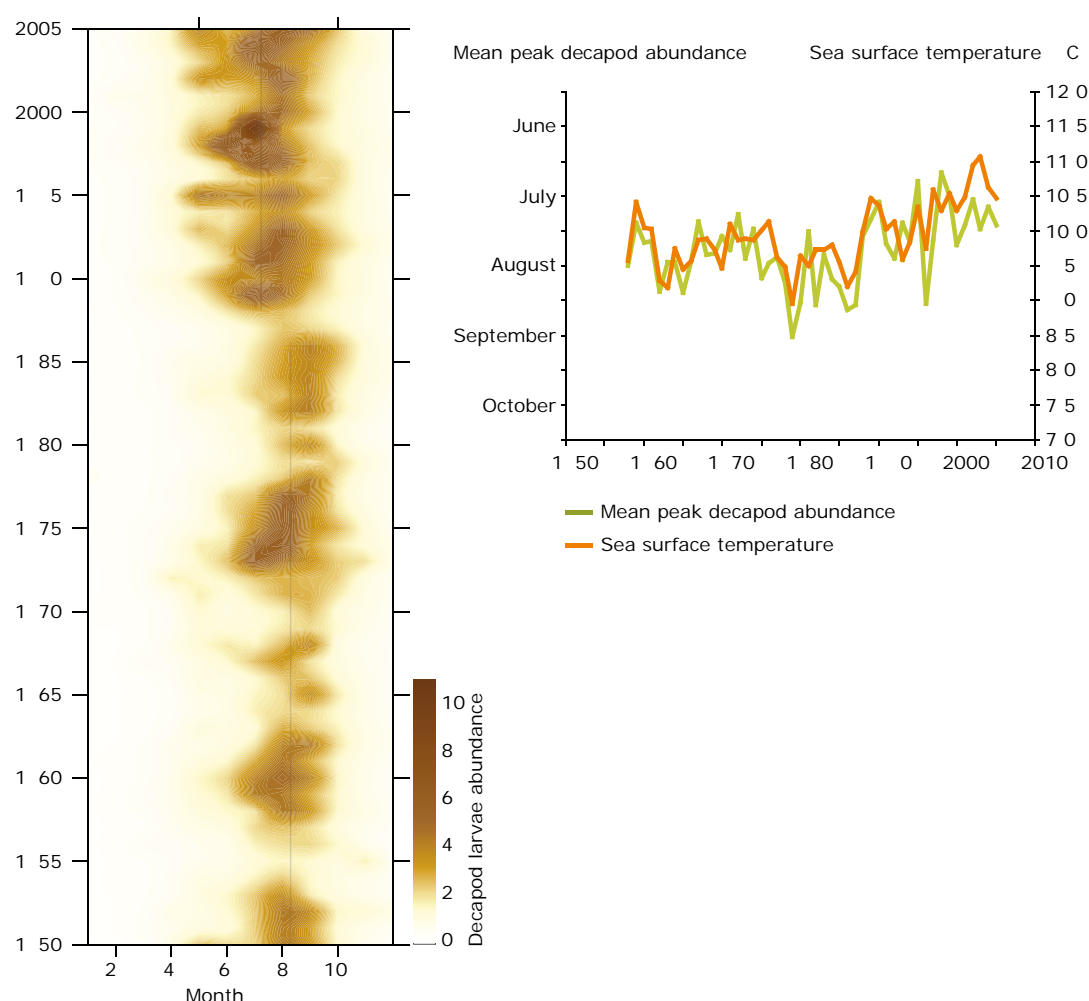 2005
2000
1 5
1 0
1 85
1 80
1 75
1 70
1 65
1 60
1 55
1 50
2 4 6 8 10
Month
10
8
6
4
2
0
Decapod larvae abundance
Mean peak decapod abundance Sea surface temperature C
June
July
August
September
October
12 0
11 5
11 0
10 5
10 0
5
0
8 5
8 0
7 5
7 0
1 50 1 60 1 70 1 80 1 0 2000 2010
Mean peak decapod abundance
Sea surface temperature